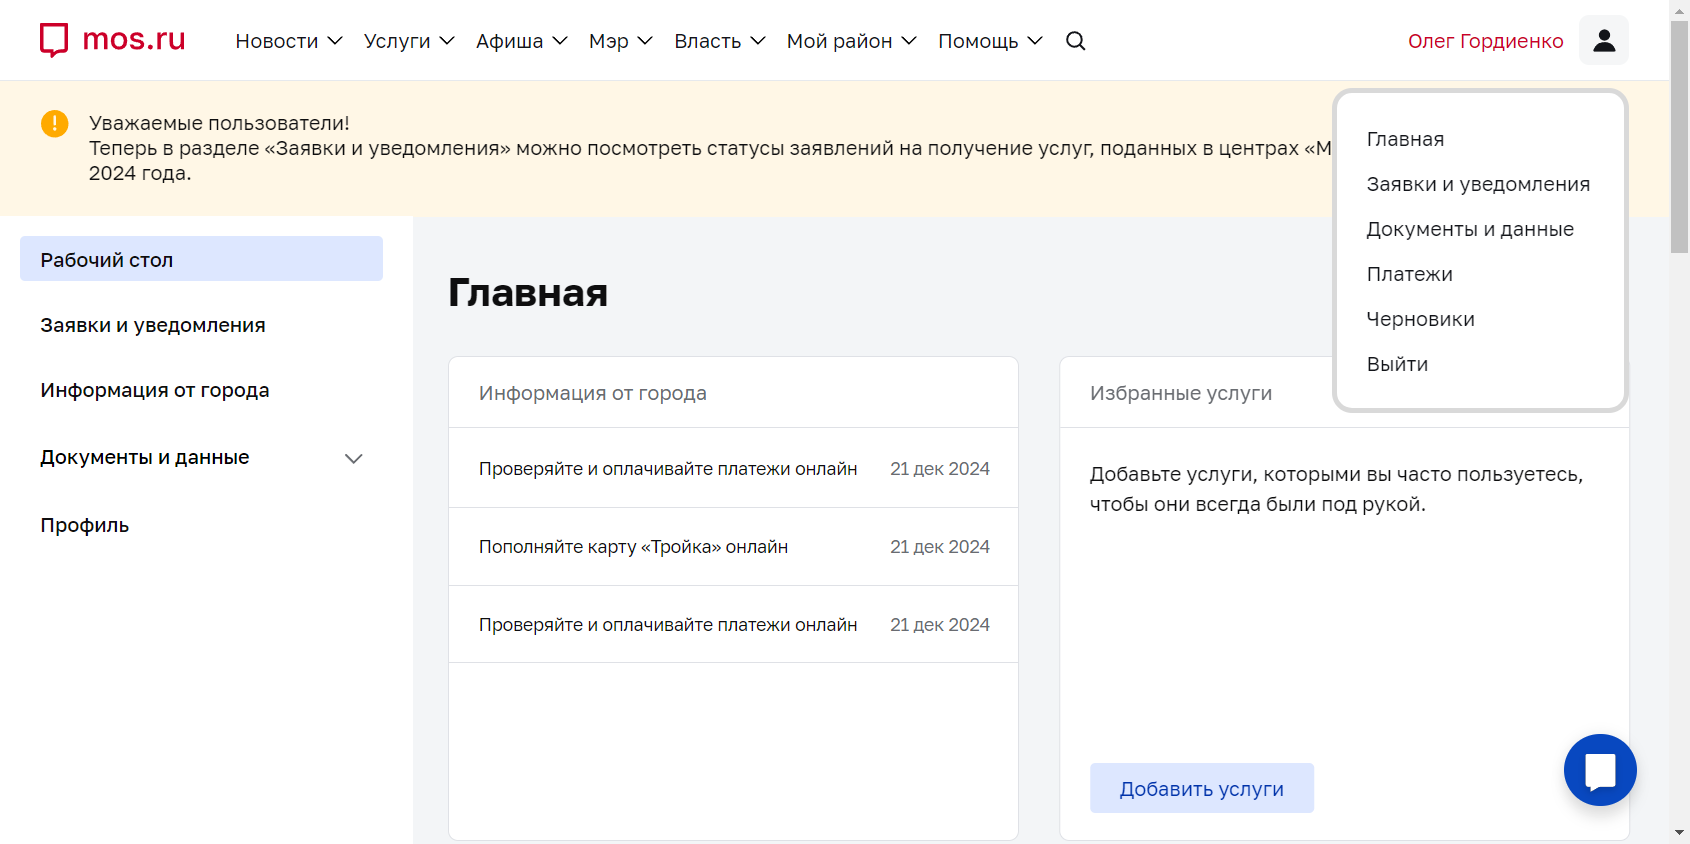 mos.ru
Новости
Услуги
Афиша
Мэр
Власть
Мой район
Помощь
Олег Гордиенко
Уважаемые пользователи!
Теперь в разделе «Заявки и уведомления» можно посмотреть статусы заявлений на получение услуг, поданных в центрах «М
2024 года.
Главная
Заявки и уведомления
Документы и данные
Платежи
Черновики
Выйти
Рабочий стол
Заявки и уведомления
Информация от города
Документы и данные
Профиль
Главная
Информация от города
Проверяйте и оплачивайте платежи онлайн 21 дек 2024
Пополняйте карту «Тройка» онлайн 21 дек 2024
Проверяйте и оплачивайте платежи онлайн 21 дек 2024
Избранные услуги
Добавьте услуги, которыми вы часто пользуетесь,
чтобы они всегда были под рукой.
Добавить услуги